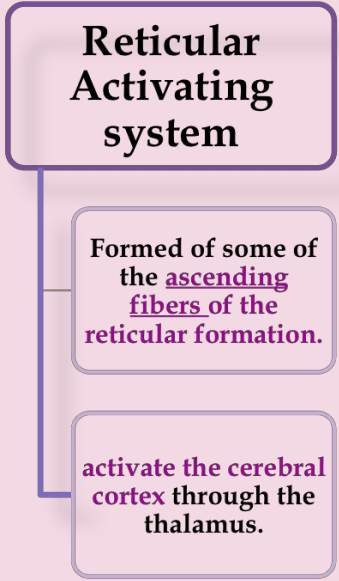 Reticular
Activating
system
Formed of some of
the ascending
fibers of the
reticular formation.
activate the cerebral
cortex through the
thalamus.